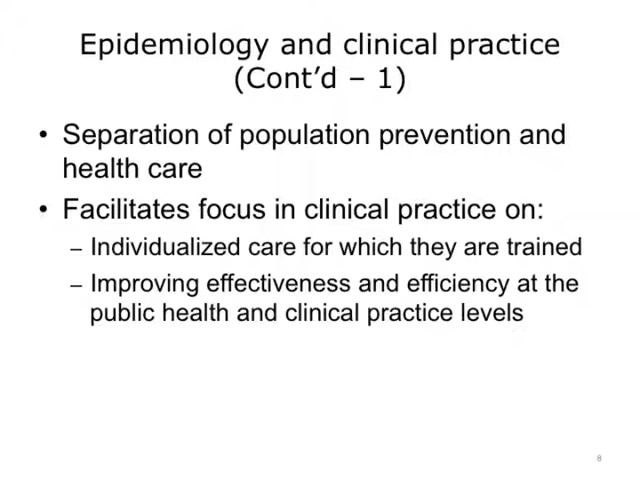 Epidemiology and clinical practice
(Cont’d – 1)
• Separation of population prevention and
health care
• Facilitates focus in clinical practice on:
– Individualized care for which they are trained
– Improving effectiveness and efficiency at the
public health and clinical practice levels
8